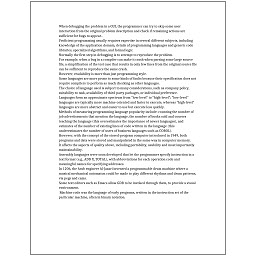 When debugging the problem in a GUI, the programmer can try to skip some user
interaction from the original problem description and check if remaining actions are
sufficient for bugs to appear.
Proficient programming usually requires expertise in several different subjects, including
knowledge of the application domain, details of programming languages and generic code
libraries, specialized algorithms, and formal logic.
Normally the first step in debugging is to attempt to reproduce the problem.
For example, when a bug in a compiler can make it crash when parsing some large source
file, a simplification of the test case that results in only few lines from the original source file
can be sufficient to reproduce the same crash.
However, readability is more than just programming style.
Some languages are more prone to some kinds of faults because their specification does not
require compilers to perform as much checking as other languages.
The choice of language used is subject to many considerations, such as company policy,
suitability to task, availability of third-party packages, or individual preference.
Languages form an approximate spectrum from "low-level" to "high-level"; "low-level"
languages are typically more machine-oriented and faster to execute, whereas "high-level"
languages are more abstract and easier to use but execute less quickly.
Methods of measuring programming language popularity include: counting the number of
job advertisements that mention the language, the number of books sold and courses
teaching the language (this overestimates the importance of newer languages), and
estimates of the number of existing lines of code written in the language (this
underestimates the number of users of business languages such as COBOL).
However, with the concept of the stored-program computer introduced in 1949, both
programs and data were stored and manipulated in the same way in computer memory.
It affects the aspects of quality above, including portability, usability and most importantly
maintainability.
Assembly languages were soon developed that let the programmer specify instruction in a
text format (e.g., ADD X, TOTAL), with abbreviations for each operation code and
meaningful names for specifying addresses.
In 1206, the Arab engineer Al-Jazari invented a programmable drum machine where a
musical mechanical automaton could be made to play different rhythms and drum patterns,
via pegs and cams.
Some text editors such as Emacs allow GDB to be invoked through them, to provide a visual
environment.
Machine code was the language of early programs, written in the instruction set of the
particular machine, often in binary notation.